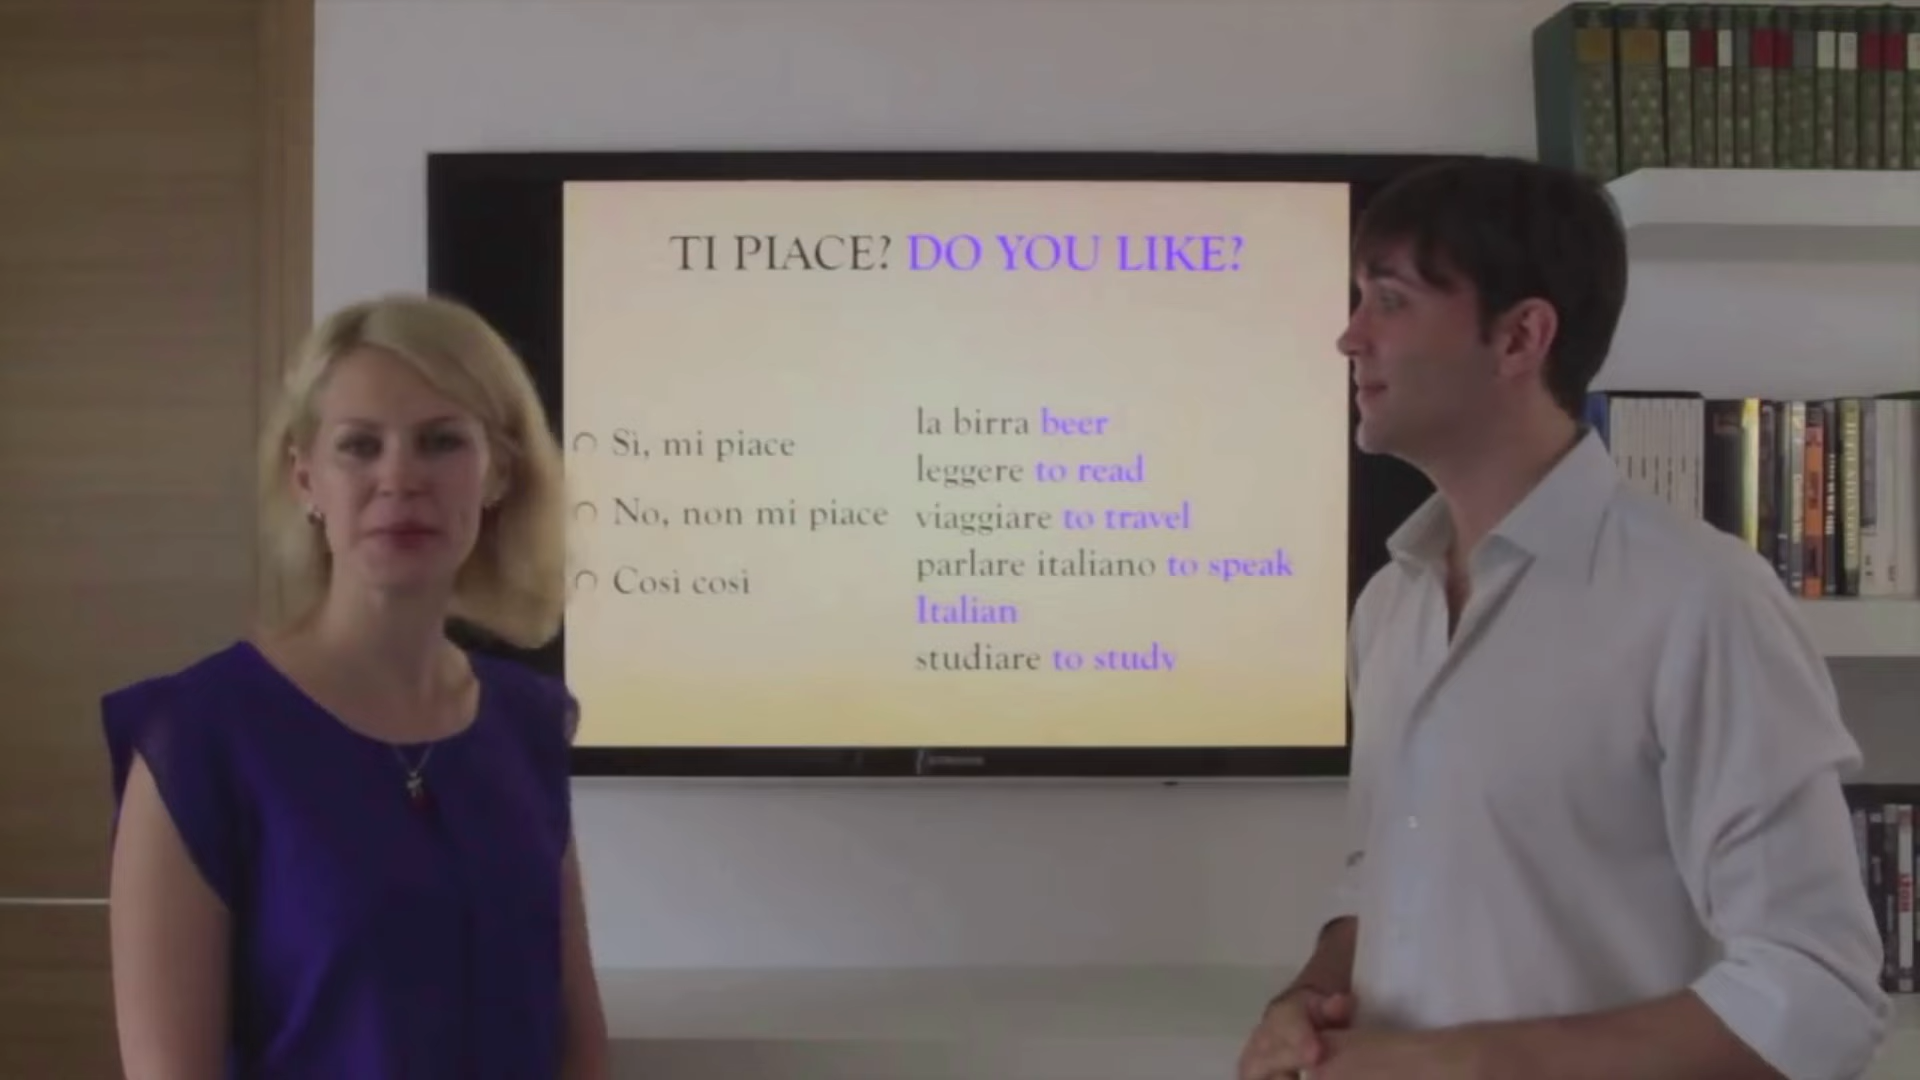 TI PIACE? DO YOU LIKE?
Sì, mi piace
No, non mi piace
Così così
la birra beer
leggere to read
viaggiare to travel
parlare italiano to speak
Italian
studiare to study